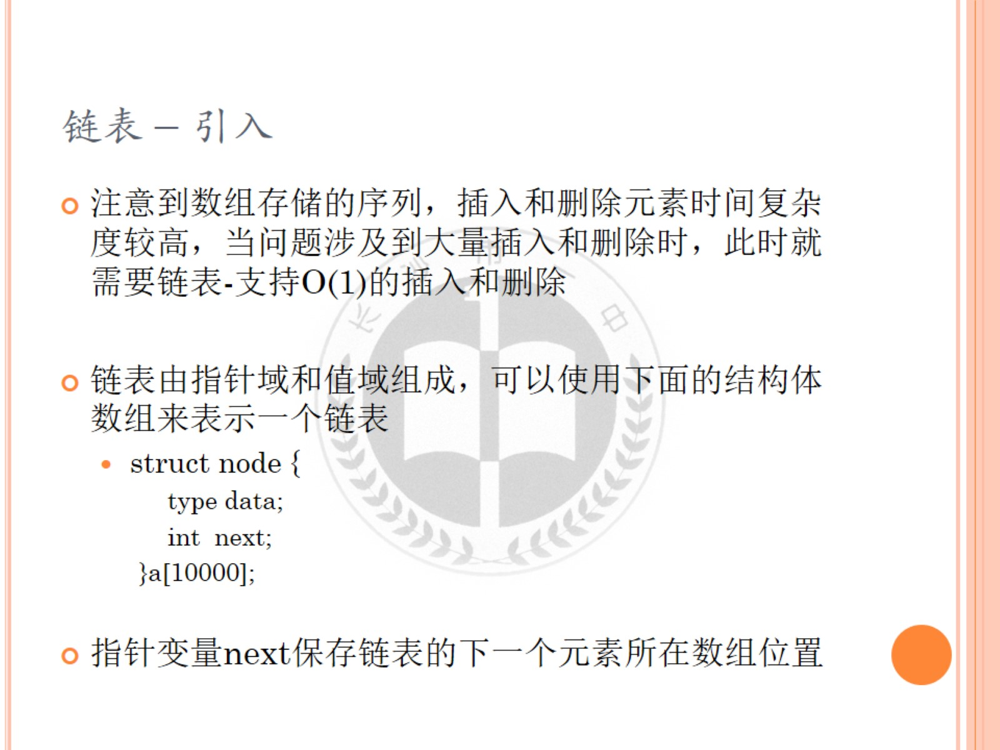 链表 – 引入
注意到数组存储的序列，插入和删除元素时间复杂
度较高，当问题涉及到大量插入和删除时，此时就
需要链表-支持O(1)的插入和删除
长沙市一中
链表由指针域和值域组成，可以使用下面的结构体
数组来表示一个链表
struct node {
type data;
int next;
}a[10000];
指针变量next保存链表的下一个元素所在数组位置